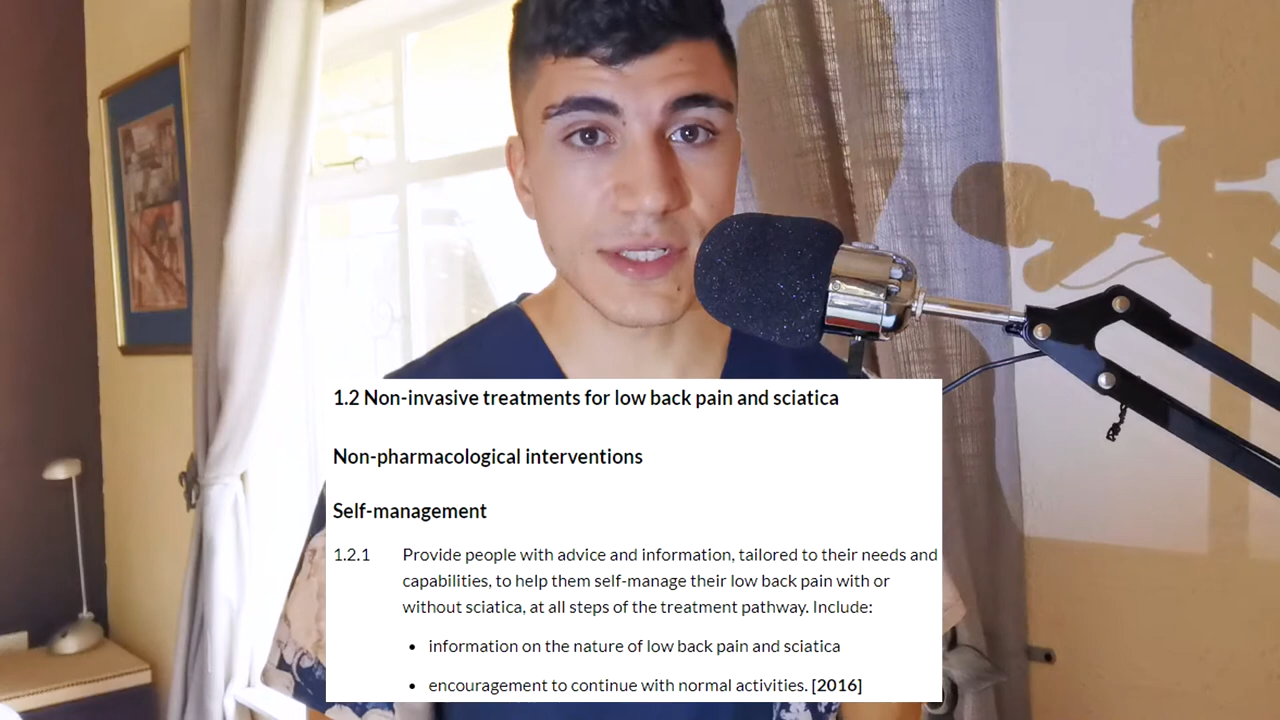 1.2 Non-invasive treatments for low back pain and sciatica
Non-pharmacological interventions
Self-management
1.2.1 Provide people with advice and information, tailored to their needs and
capabilities, to help them self-manage their low back pain with or
without sciatica, at all steps of the treatment pathway. Include:
• information on the nature of low back pain and sciatica
• encouragement to continue with normal activities. [2016]